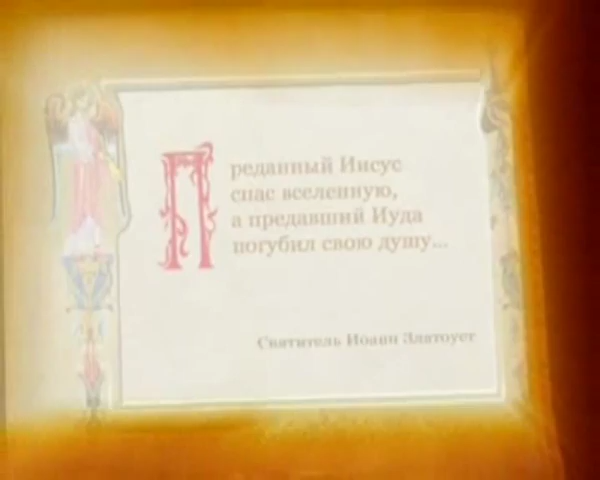 Преданный Иисус
спас вселенную,
а предавший Иуда
погубил свою душу...
Святитель Иоанн Златоуст